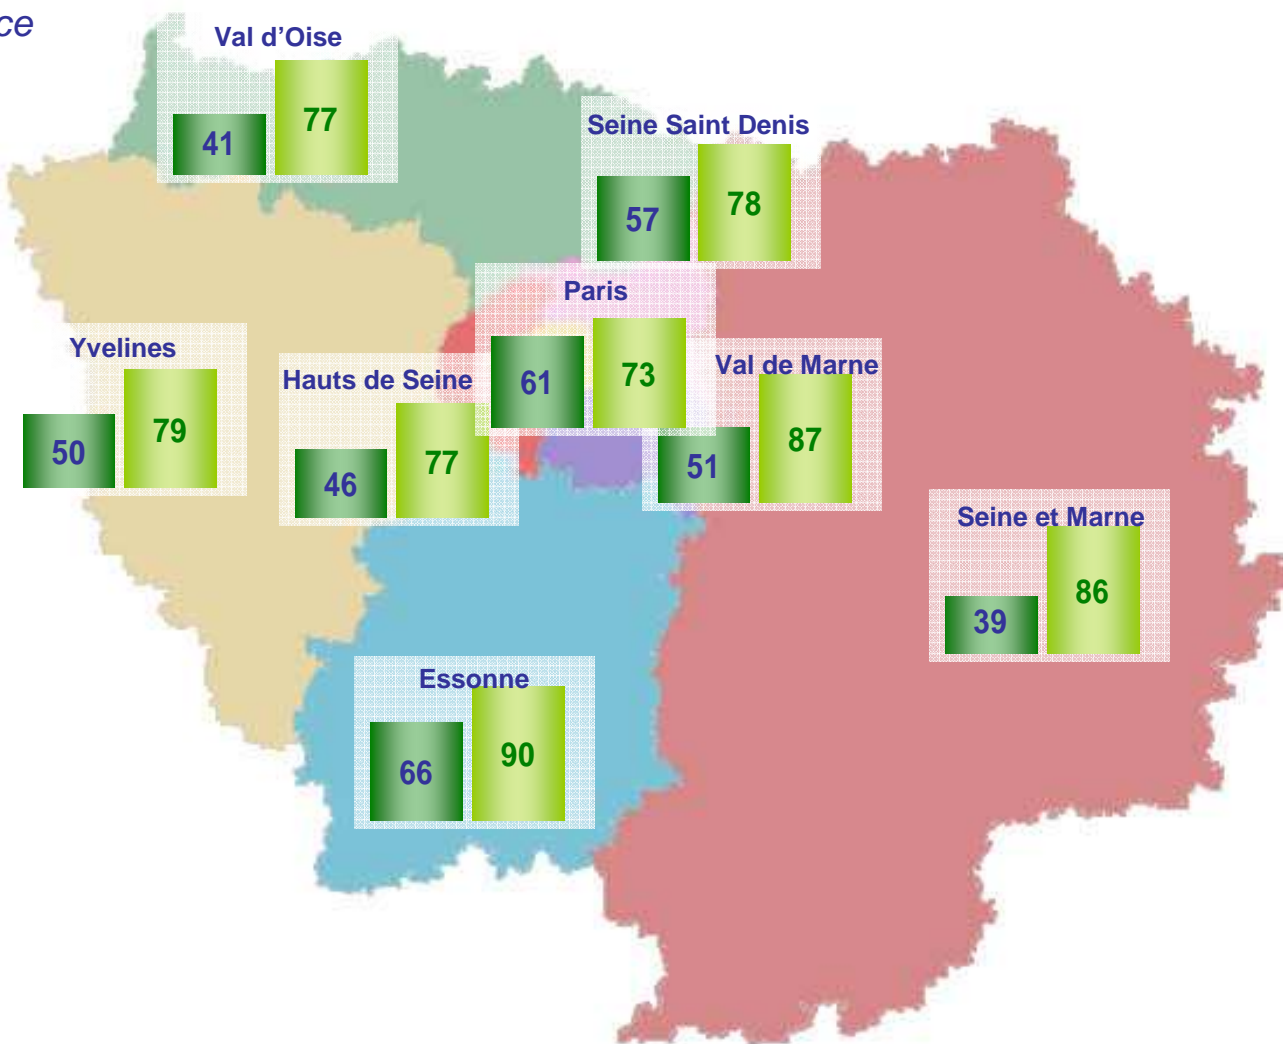 ce
Val d’Oise
41
77
Seine Saint Denis
57
78
Paris
61
73
Yvelines
50
79
Hauts de Seine
46
77
Val de Marne
51
87
Seine et Marne
39
86
Essonne
66
90